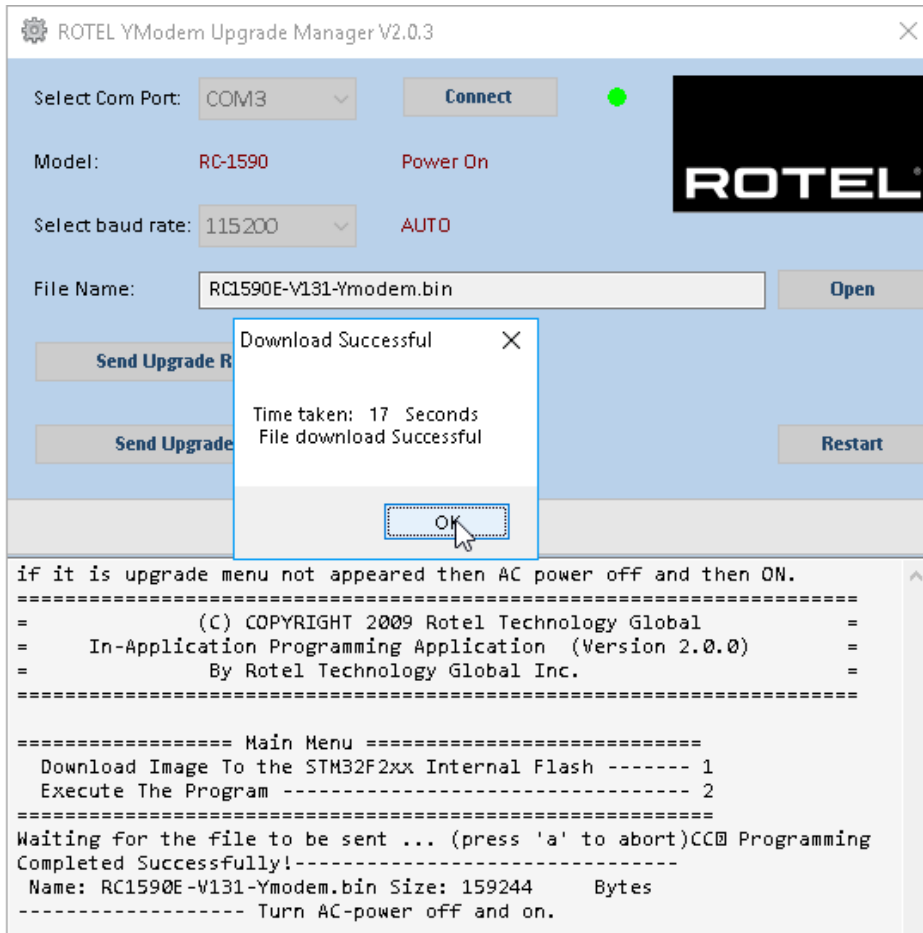 ROTEL YModem Upgrade Manager V2.0.3
Select Com Port: COM3 Connect
ROTEL
Model: RC-1590 Power On
Select baud rate: 115200 AUTO
File Name: RC1590E-V131-Ymodem.bin Open
Download Successful
Send Upgrade R
Time taken: 17 Seconds
File download Successful
Send Upgrade Restart
OK
if it is upgrade menu not appeared then AC power off and then ON.
======================================================================
= (C) COPYRIGHT 2009 Rotel Technology Global =
= In-Application Programming Application (Version 2.0.0) =
= By Rotel Technology Global Inc. =
======================================================================
================== Main Menu ============================
Download Image To the STM32F2xx Internal Flash ------- 1
Execute The Program ---------------------------------- 2
==========================================================
Waiting for the file to be sent ... (press 'a' to abort)CC⍰ Programming
Completed Successfully!--------------------------------
Name: RC1590E-V131-Ymodem.bin Size: 159244 Bytes
------------------- Turn AC-power off and on.